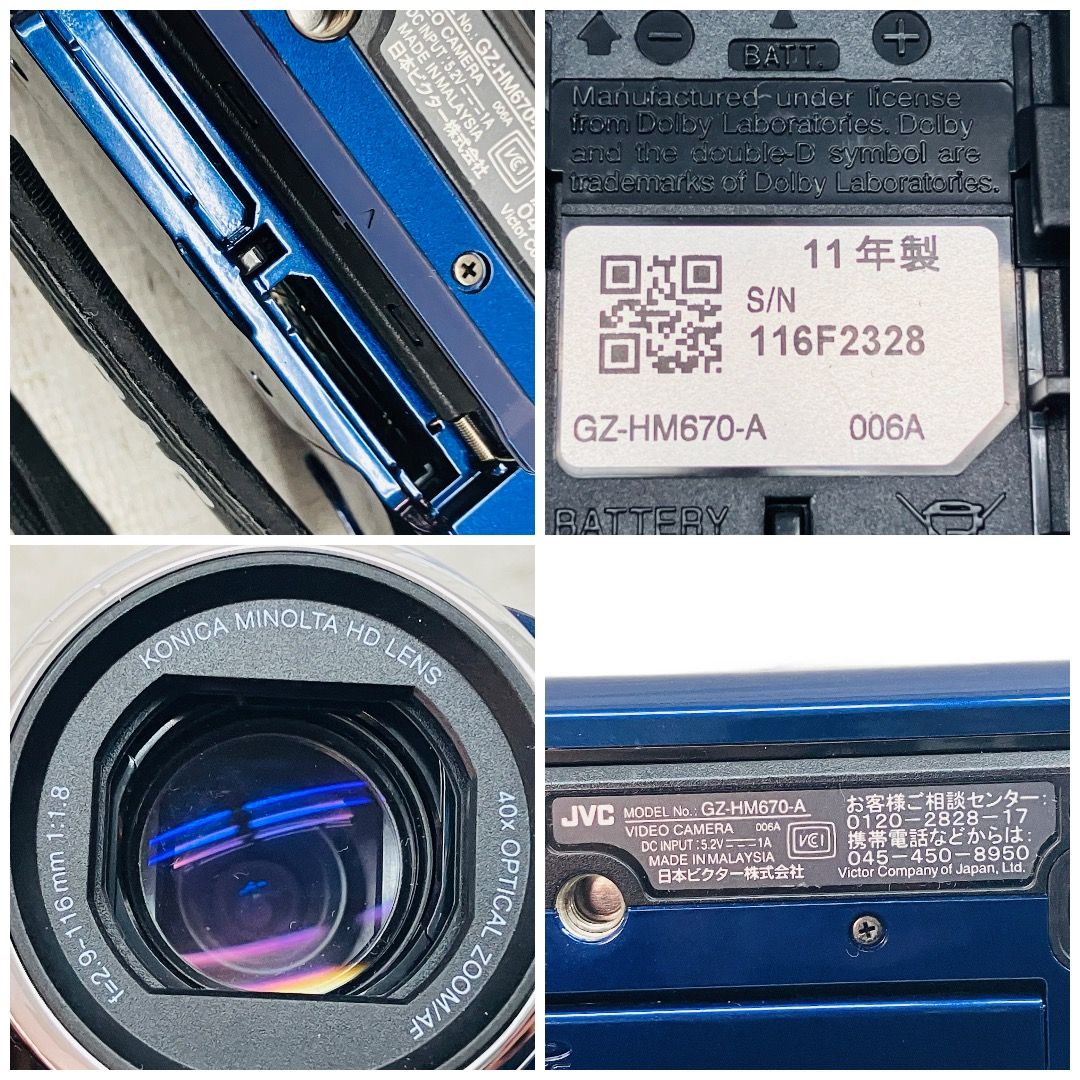 GZ-HM670-
VIDEO CAMERA 006A
DC INPUT : 5.2V 1A
MADE IN MALAYSIA
日本ビクター株式会社
VCI
Victor Co
BATT.
Manufactured under license
from Dolby Laboratories. Dolby
and the double-D symbol are
trademarks of Dolby Laboratories.
11 年製
S/N
116F2328
GZ-HM670-A 006A
BATTERY
KONICA MINOLTA HD LENS
40x OPTICAL ZOOM/AF
f=2.9~116mm 1:1.8
JVC MODEL No.: GZ-HM670-A
VIDEO CAMERA 006A
DC INPUT : 5.2V 1A
MADE IN MALAYSIA
日本ビクター株式会社
VCI
お客様ご相談センター:
0120-2828-17
携帯電話などからは:
045-450-8950
Victor Company of Japan, Ltd.